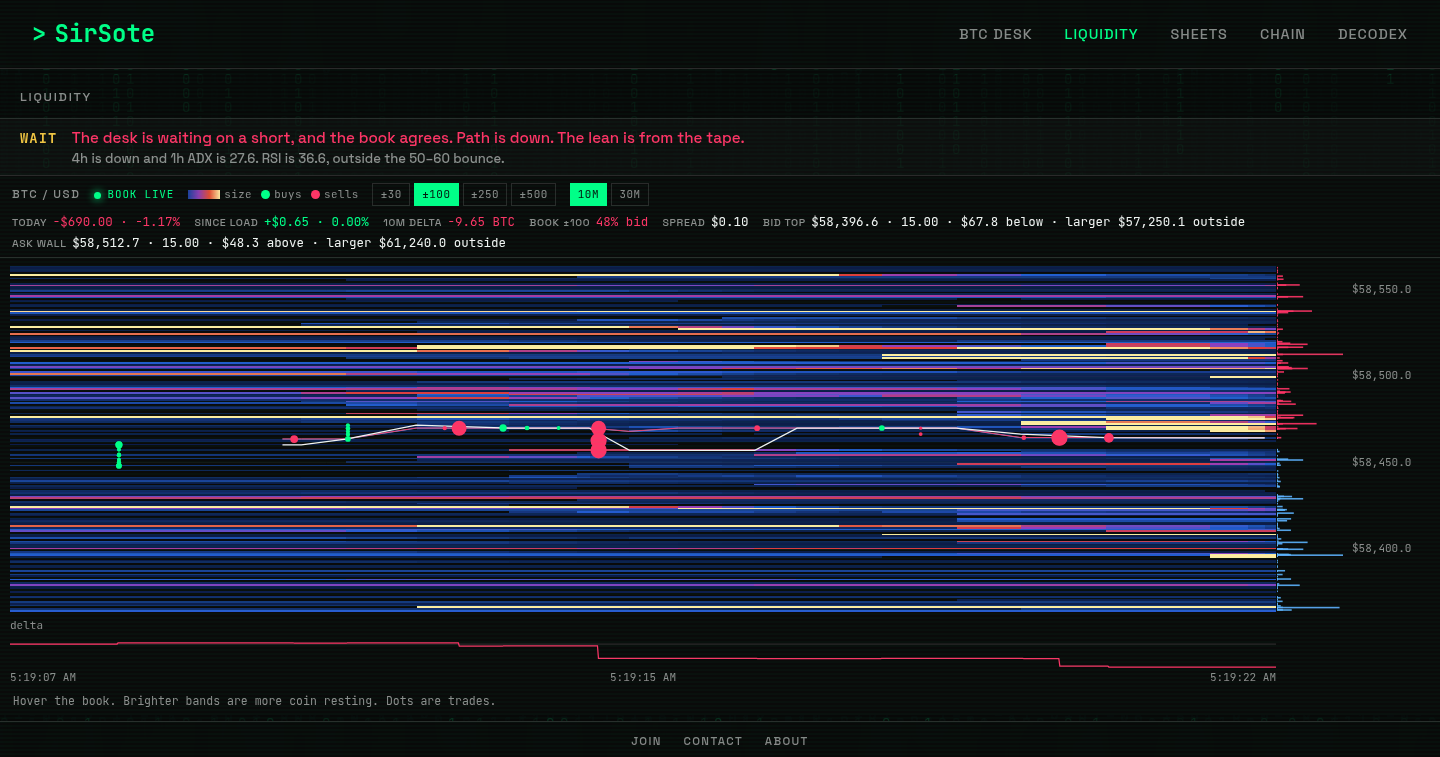 > SirSote
BTC DESK LIQUIDITY SHEETS CHAIN DECODEX
LIQUIDITY
WAIT The desk is waiting on a short, and the book agrees. Path is down. The lean is from the tape.
4h is down and 1h ADX is 27.6. RSI is 36.6, outside the 50–60 bounce.
BTC / USD BOOK LIVE size buys sells ±30 ±100 ±250 ±500 10M 30M
TODAY -$690.00 · -1.17% SINCE LOAD +$0.65 · 0.00% 10M DELTA -9.65 BTC BOOK ±100 48% bid SPREAD $0.10 BID TOP $58,396.6 · 15.00 · $67.8 below · larger $57,250.1 outside
ASK WALL $58,512.7 · 15.00 · $48.3 above · larger $61,240.0 outside
$58,550.0
$58,500.0
$58,450.0
$58,400.0
delta
5:19:07 AM 5:19:15 AM 5:19:22 AM
Hover the book. Brighter bands are more coin resting. Dots are trades.
JOIN CONTACT ABOUT